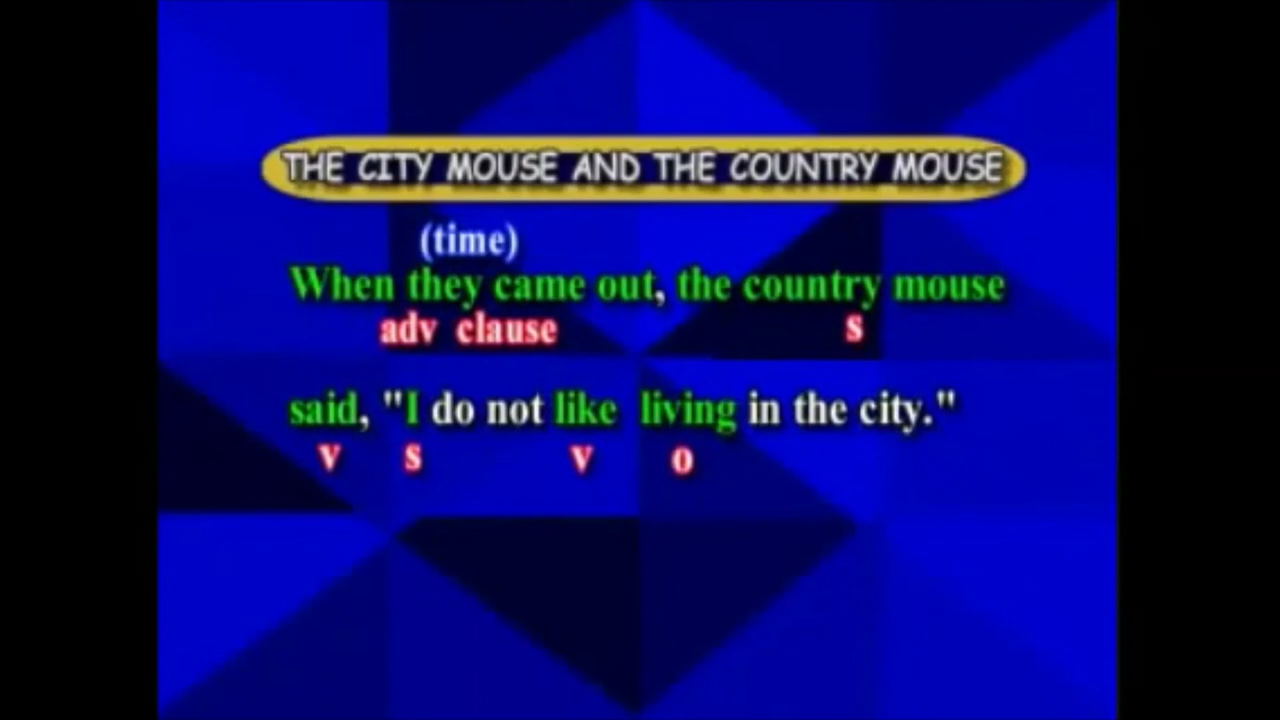 THE CITY MOUSE AND THE COUNTRY MOUSE
(time)
When they came out, the country mouse
adv clause s
said, "I do not like living in the city."
v s v o